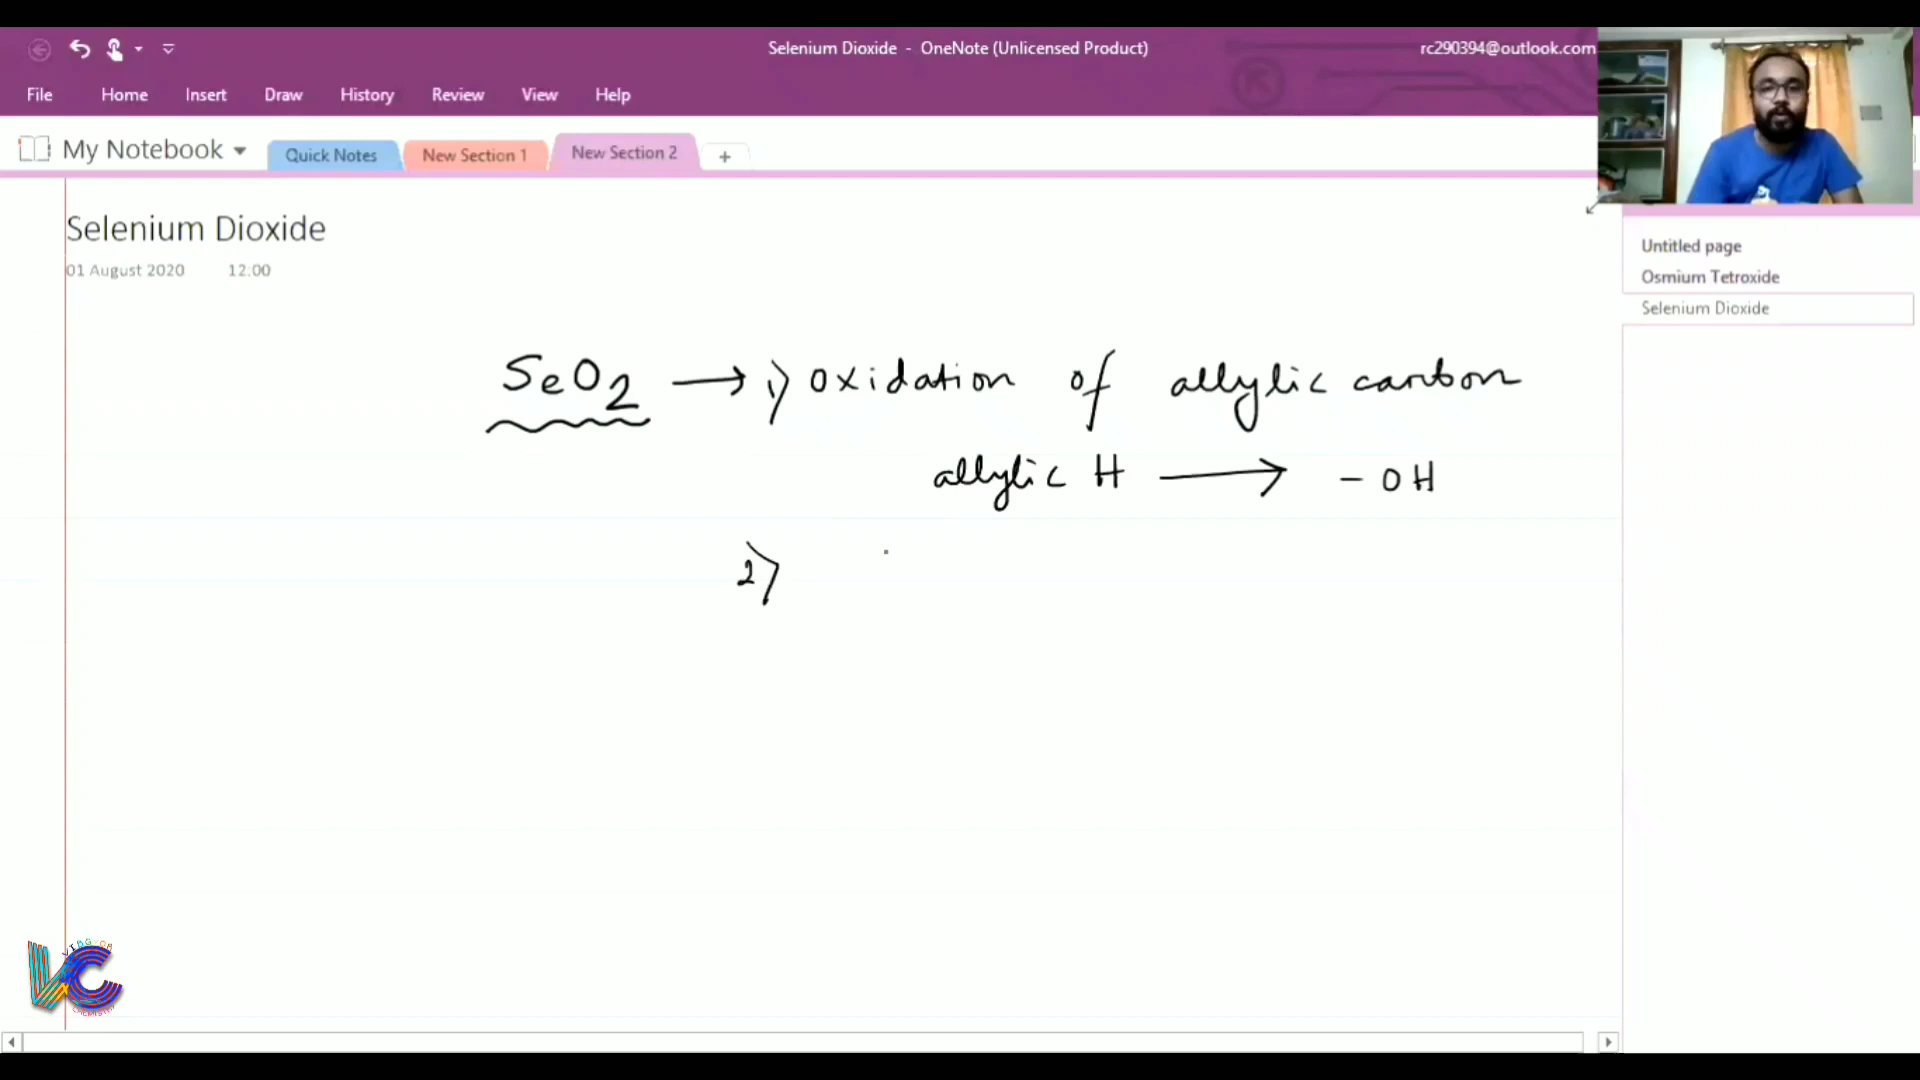 Selenium Dioxide - OneNote (Unlicensed Product)
rc290394@outlook.com
File Home Insert Draw History Review View Help
My Notebook
Quick Notes
New Section 1
New Section 2
Selenium Dioxide
01 August 2020 12:00
Untitled page
Osmium Tetroxide
Selenium Dioxide
SeO2 → 1) Oxidation of allylic carbon
allylic H → - OH
2)
VC